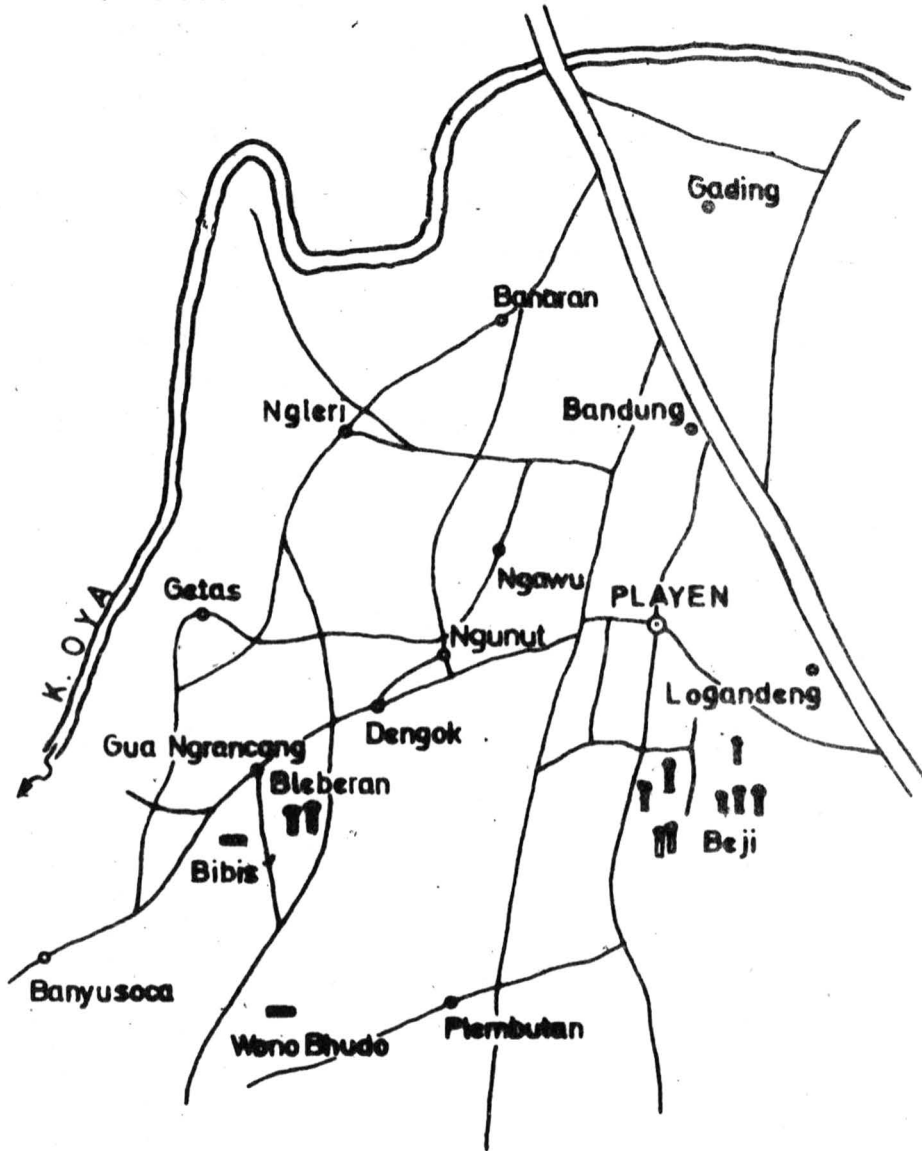 Gading
Banaran
Ngleri
Bandung
Ngawu
Getas
PLAYEN
Ngunut
K. OYA
Logandeng
Dengok
Gua Ngrancang
Bleberan
Beji
Bibis
Banyusoca
Plembutan
Wono Bhudo